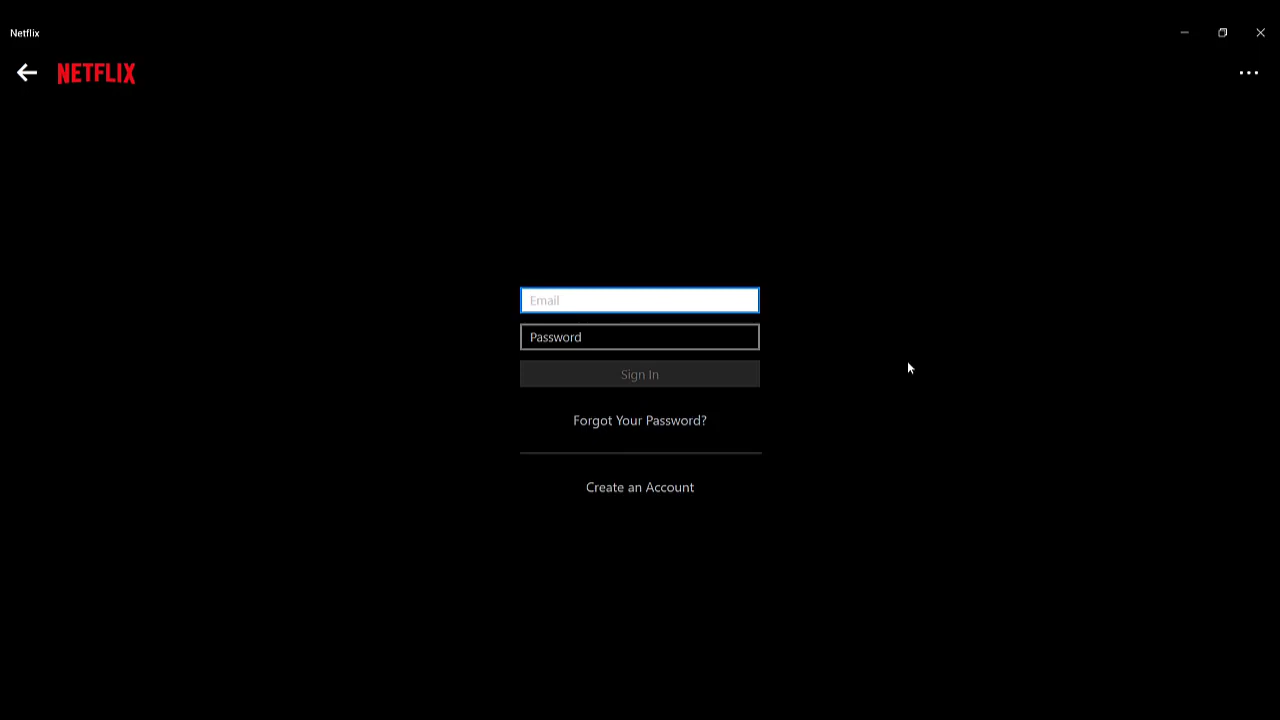 Netflix
NETFLIX
Email
Password
Sign In
Forgot Your Password?
Create an Account